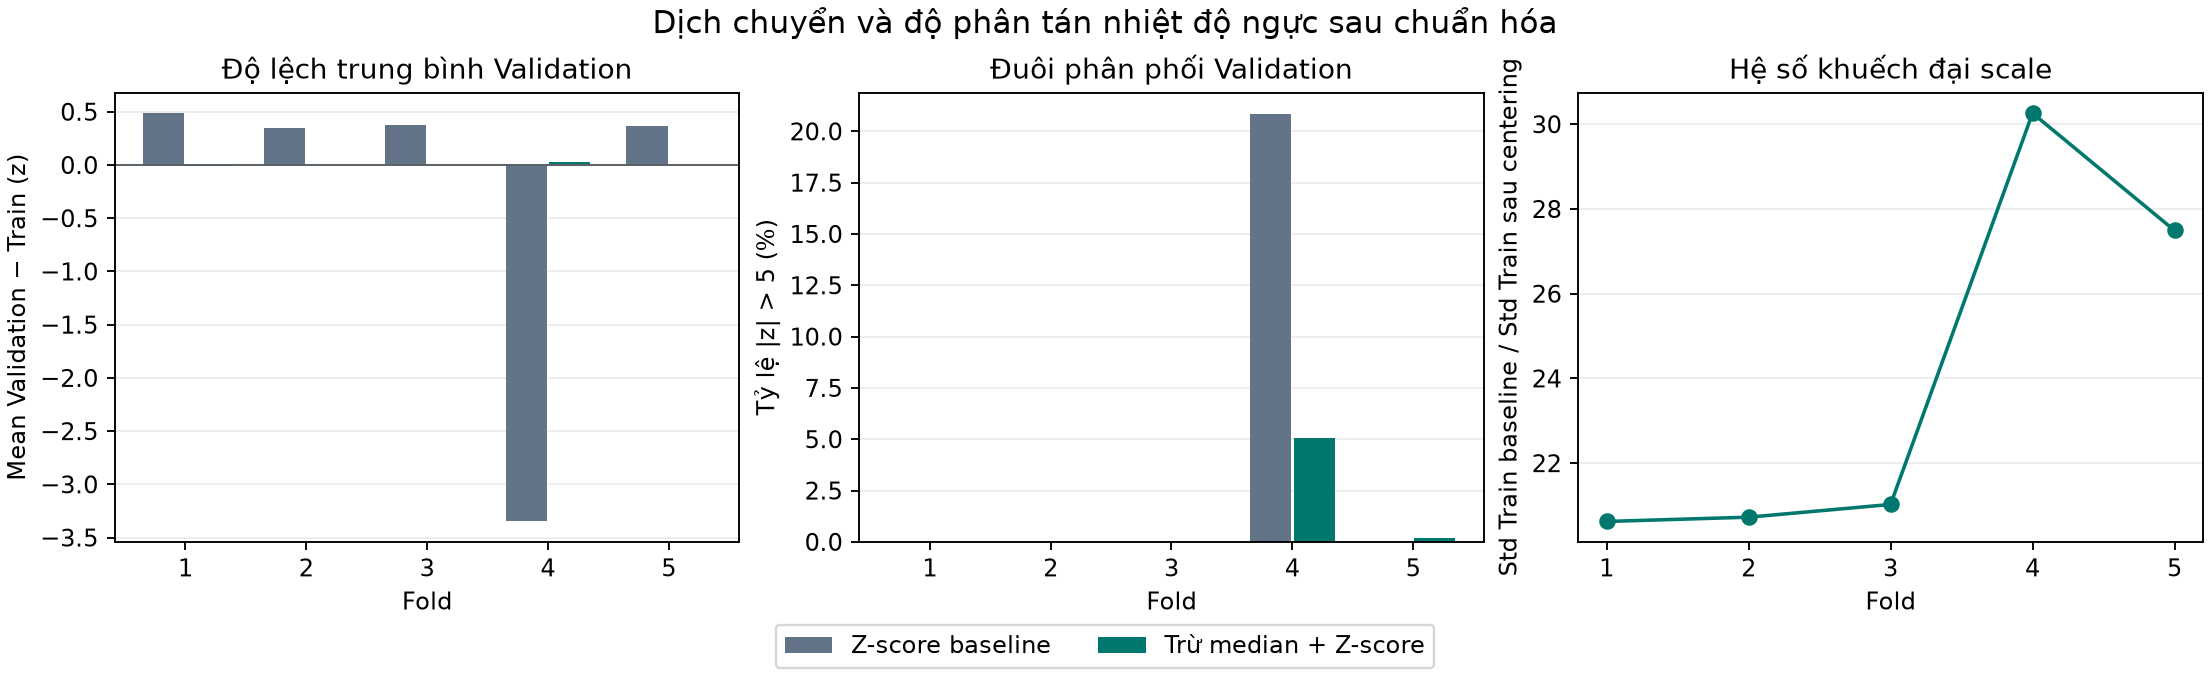 Dịch chuyển và độ phân tán nhiệt độ ngực sau chuẩn hóa
Độ lệch trung bình Validation
Mean Validation − Train (z)
0.5
0.0
−0.5
−1.0
−1.5
−2.0
−2.5
−3.0
−3.5
1 2 3 4 5
Fold
Đuôi phân phối Validation
Tỷ lệ |z| > 5 (%)
20.0
17.5
15.0
12.5
10.0
7.5
5.0
2.5
0.0
1 2 3 4 5
Fold
Hệ số khuếch đại scale
Std Train baseline / Std Train sau centering
30
28
26
24
22
1 2 3 4 5
Fold
Z-score baseline
Trừ median + Z-score